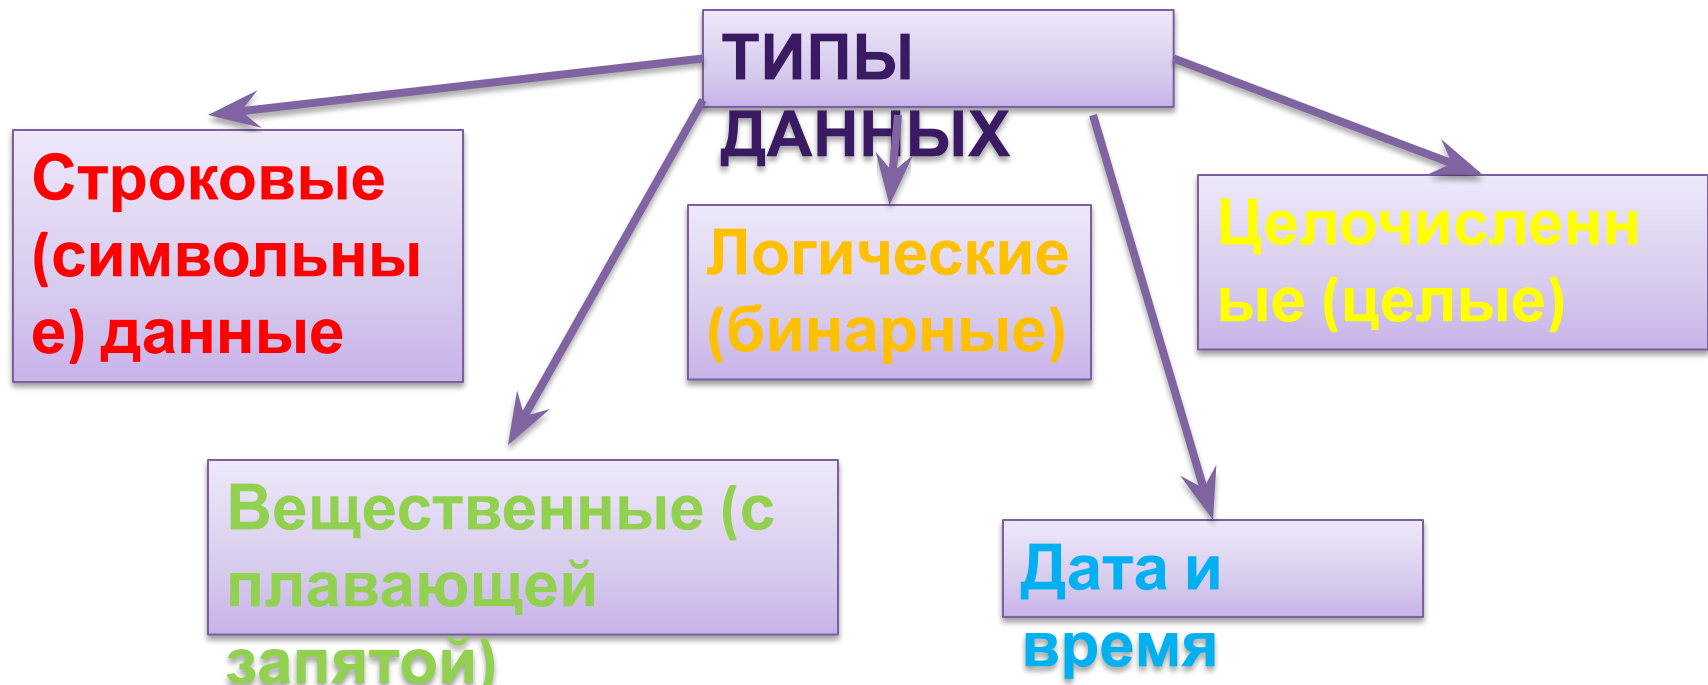 ТИПЫ
ДАННЫХ
Строковые
(символьны
е) данные
Логические
(бинарные)
Целочисленн
ые (целые)
Вещественные (с
плавающей
запятой)
Дата и
время